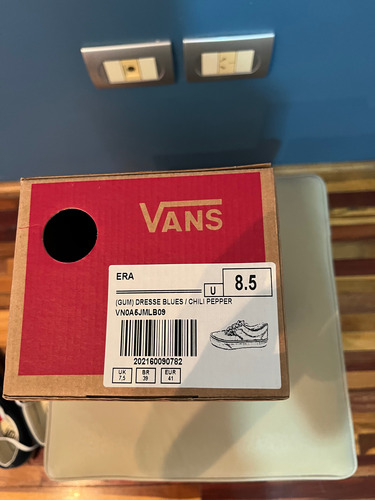 VANS
ERA
U 8.5
(GUM) DRESSE BLUES / CHILI PEPPER
VN0A5JMLB09
202160090782
UK BR EUR
7,5 39 41